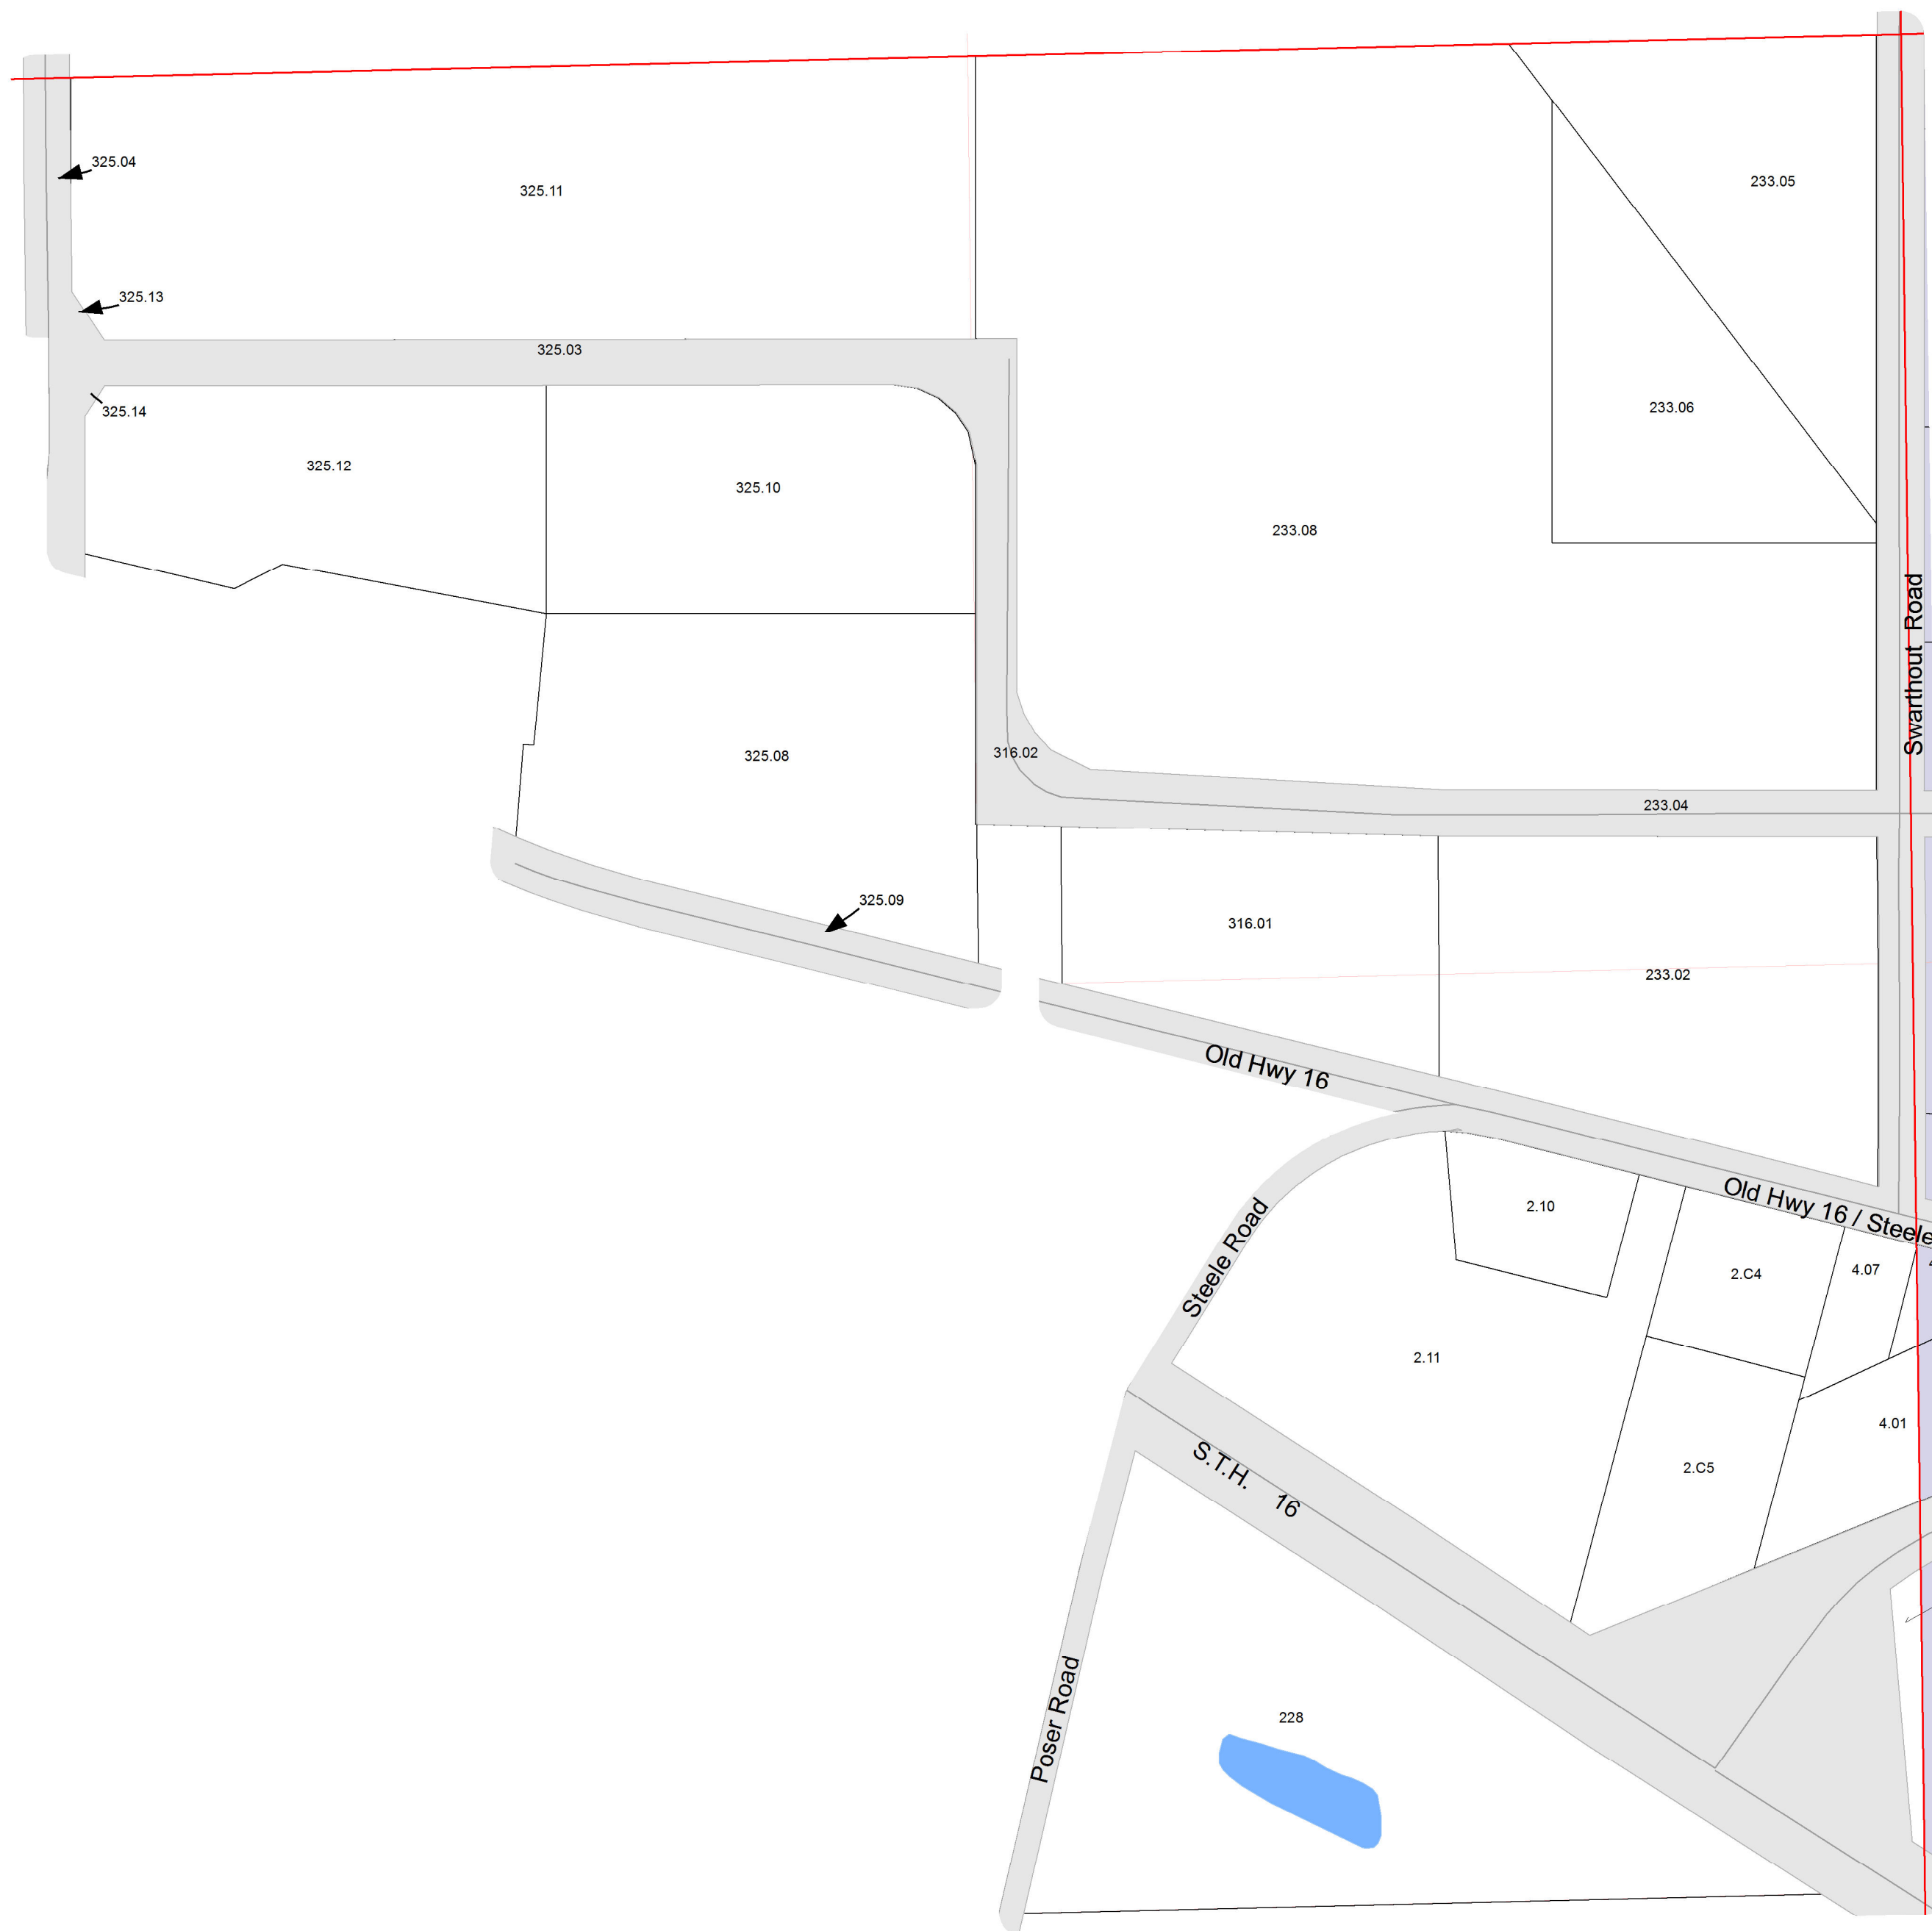 325.04
325.11
233.05
325.13
325.03
325.14
233.06
325.12
325.10
233.08
Swarthout Road
325.08
316.02
233.04
325.09
316.01
233.02
Old Hwy 16
Old Hwy 16 / Steele
Steele Road
2.10
2.C4
4.07
2.11
4.01
S.T.H. 16
2.C5
Poser Road
228